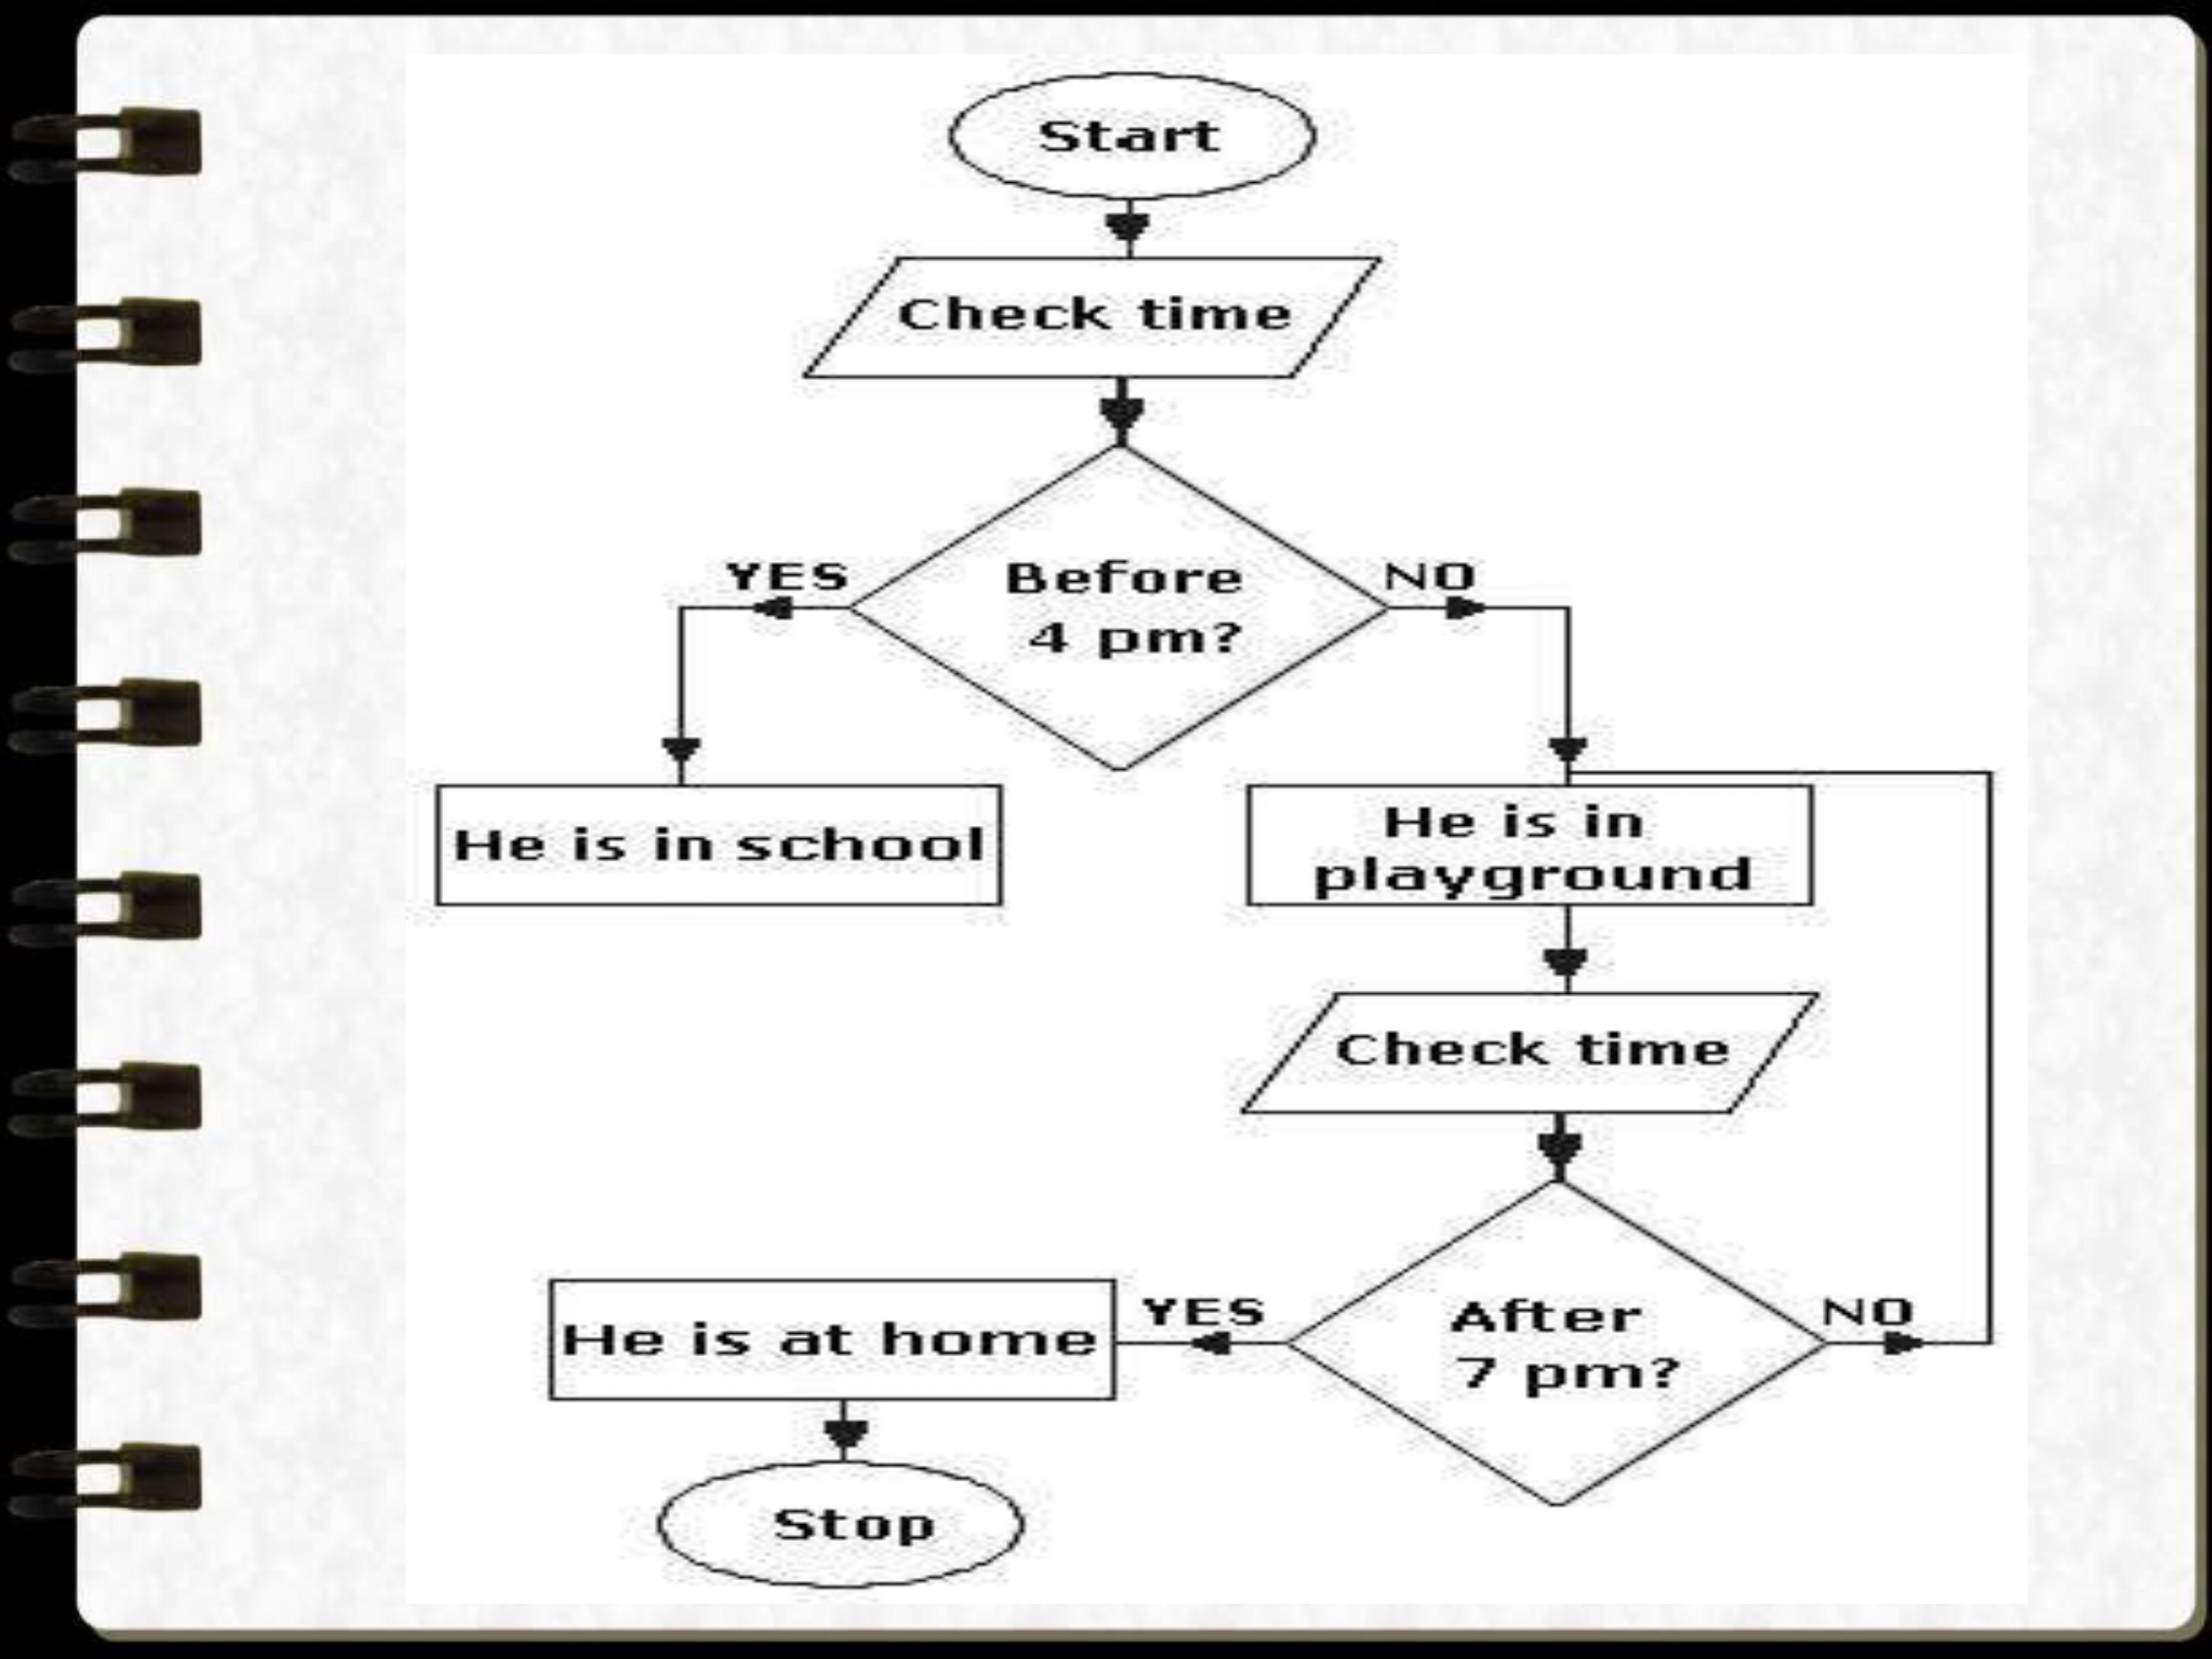 Start
Check time
YES
Before
4 pm?
NO
He is in school
He is in
playground
Check time
He is at home
YES
After
7 pm?
NO
Stop